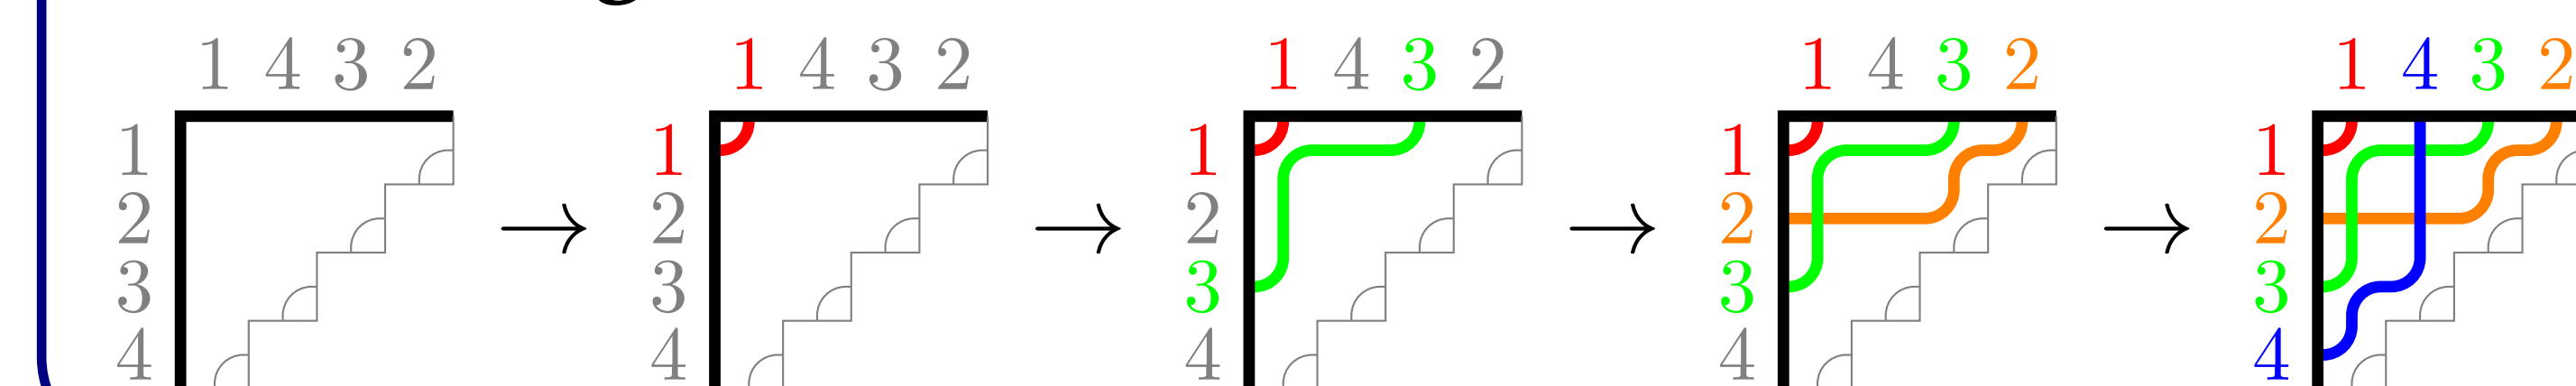 1 4 3 2 1 4 3 2 1 4 3 2 1 4 3 2 1 4 3 2
1 1 1 1 1
2 → 2 → 2 → 2 → 2
3 3 3 3 3
4 4 4 4 4